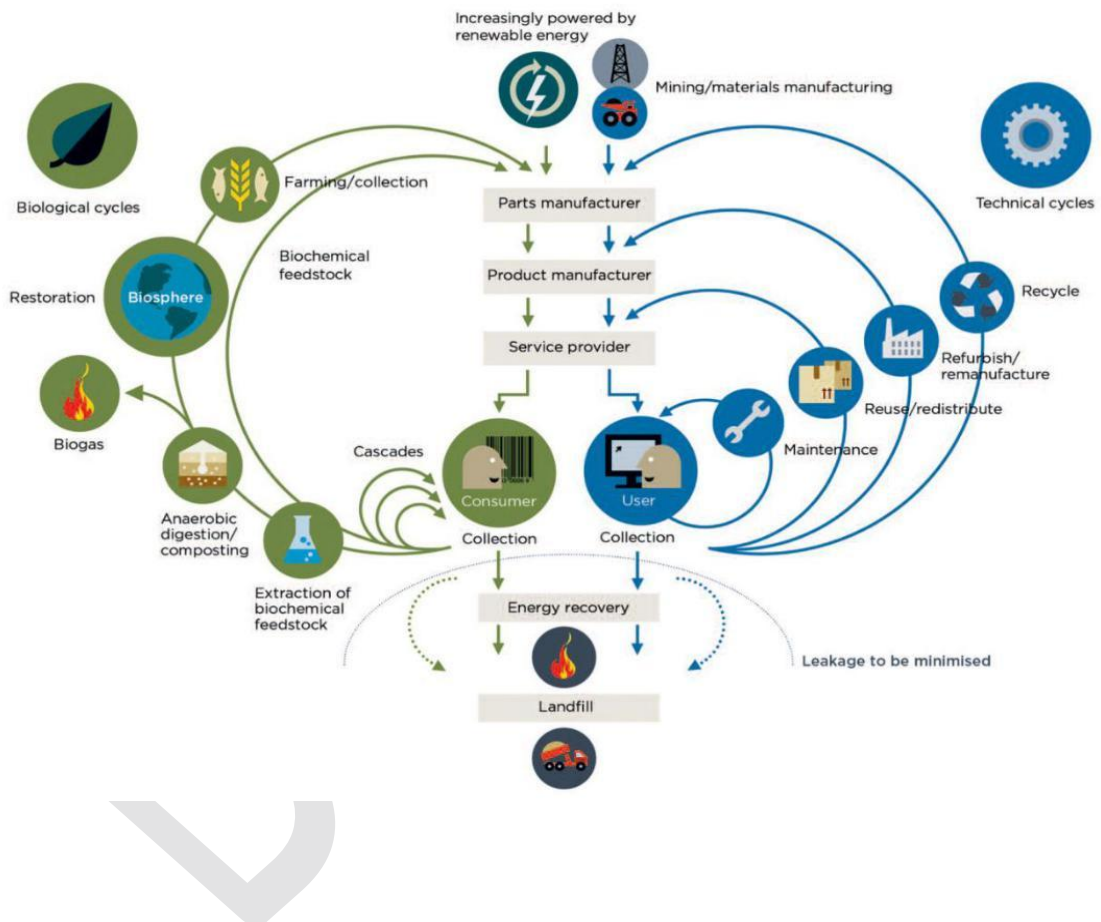 Increasingly powered by
renewable energy
Mining/materials manufacturing
Biological cycles
Farming/collection
Technical cycles
Parts manufacturer
Biochemical
feedstock
Product manufacturer
Restoration
Biosphere
Recycle
Service provider
Refurbish/
remanufacture
Reuse/redistribute
Biogas
Cascades
Maintenance
Consumer
User
Anaerobic
digestion/
composting
Collection
Collection
Extraction of
biochemical
feedstock
Energy recovery
Leakage to be minimised
Landfill